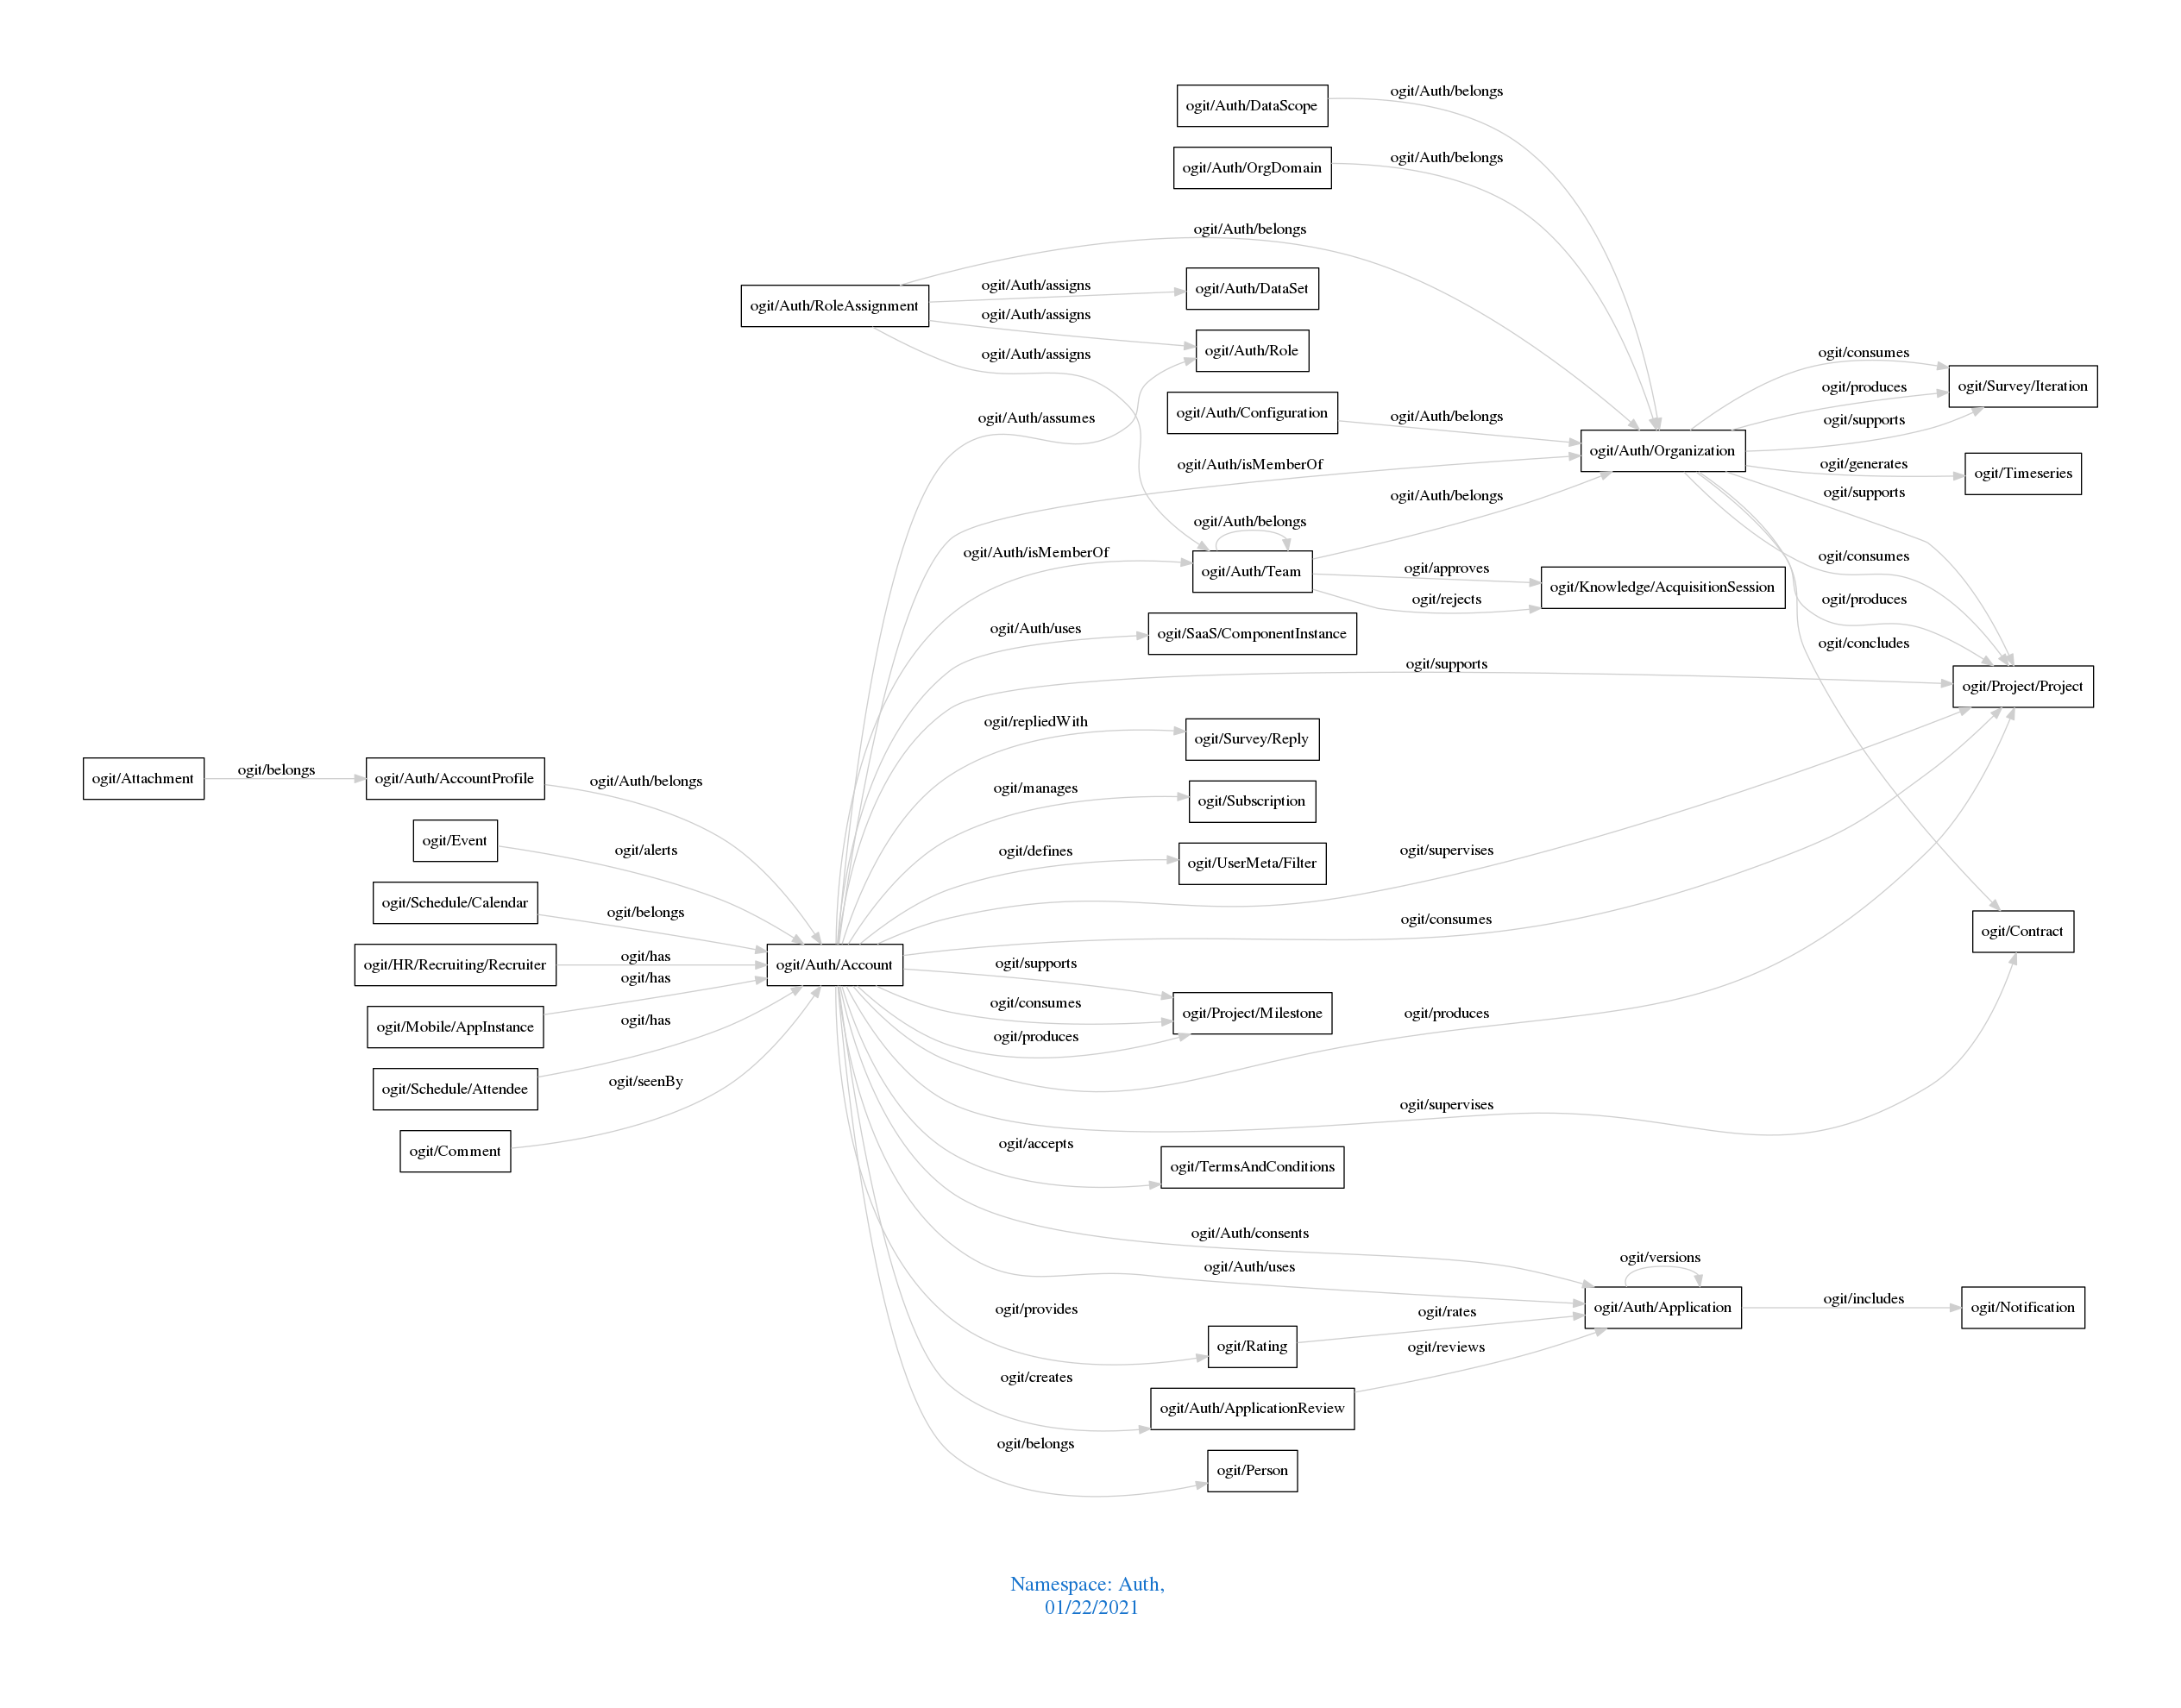 ogit/Auth/DataScope
ogit/Auth/belongs
ogit/Auth/OrgDomain
ogit/Auth/belongs
ogit/Auth/belongs
ogit/Auth/RoleAssignment
ogit/Auth/assigns
ogit/Auth/DataSet
ogit/Auth/assigns
ogit/Auth/Role
ogit/Auth/assigns
ogit/Auth/assumes
ogit/Auth/Configuration
ogit/Auth/belongs
ogit/Auth/Organization
ogit/consumes
ogit/produces
ogit/Survey/Iteration
ogit/supports
ogit/generates
ogit/Timeseries
ogit/supports
ogit/Auth/isMemberOf
ogit/Auth/belongs
ogit/Auth/belongs
ogit/Auth/isMemberOf
ogit/Auth/Team
ogit/approves
ogit/rejects
ogit/Knowledge/AcquisitionSession
ogit/consumes
ogit/produces
ogit/concludes
ogit/Auth/uses
ogit/SaaS/ComponentInstance
ogit/supports
ogit/Project/Project
ogit/repliedWith
ogit/Survey/Reply
ogit/Attachment
ogit/belongs
ogit/Auth/AccountProfile
ogit/Auth/belongs
ogit/manages
ogit/Subscription
ogit/Event
ogit/alerts
ogit/defines
ogit/UserMeta/Filter
ogit/supervises
ogit/Schedule/Calendar
ogit/belongs
ogit/consumes
ogit/Contract
ogit/HR/Recruiting/Recruiter
ogit/has
ogit/Auth/Account
ogit/supports
ogit/has
ogit/Mobile/AppInstance
ogit/has
ogit/consumes
ogit/Project/Milestone
ogit/produces
ogit/produces
ogit/Schedule/Attendee
ogit/seenBy
ogit/supervises
ogit/Comment
ogit/accepts
ogit/TermsAndConditions
ogit/Auth/consents
ogit/Auth/uses
ogit/versions
ogit/Auth/Application
ogit/includes
ogit/Notification
ogit/provides
ogit/rates
ogit/Rating
ogit/reviews
ogit/creates
ogit/Auth/ApplicationReview
ogit/belongs
ogit/Person
Namespace: Auth,
01/22/2021